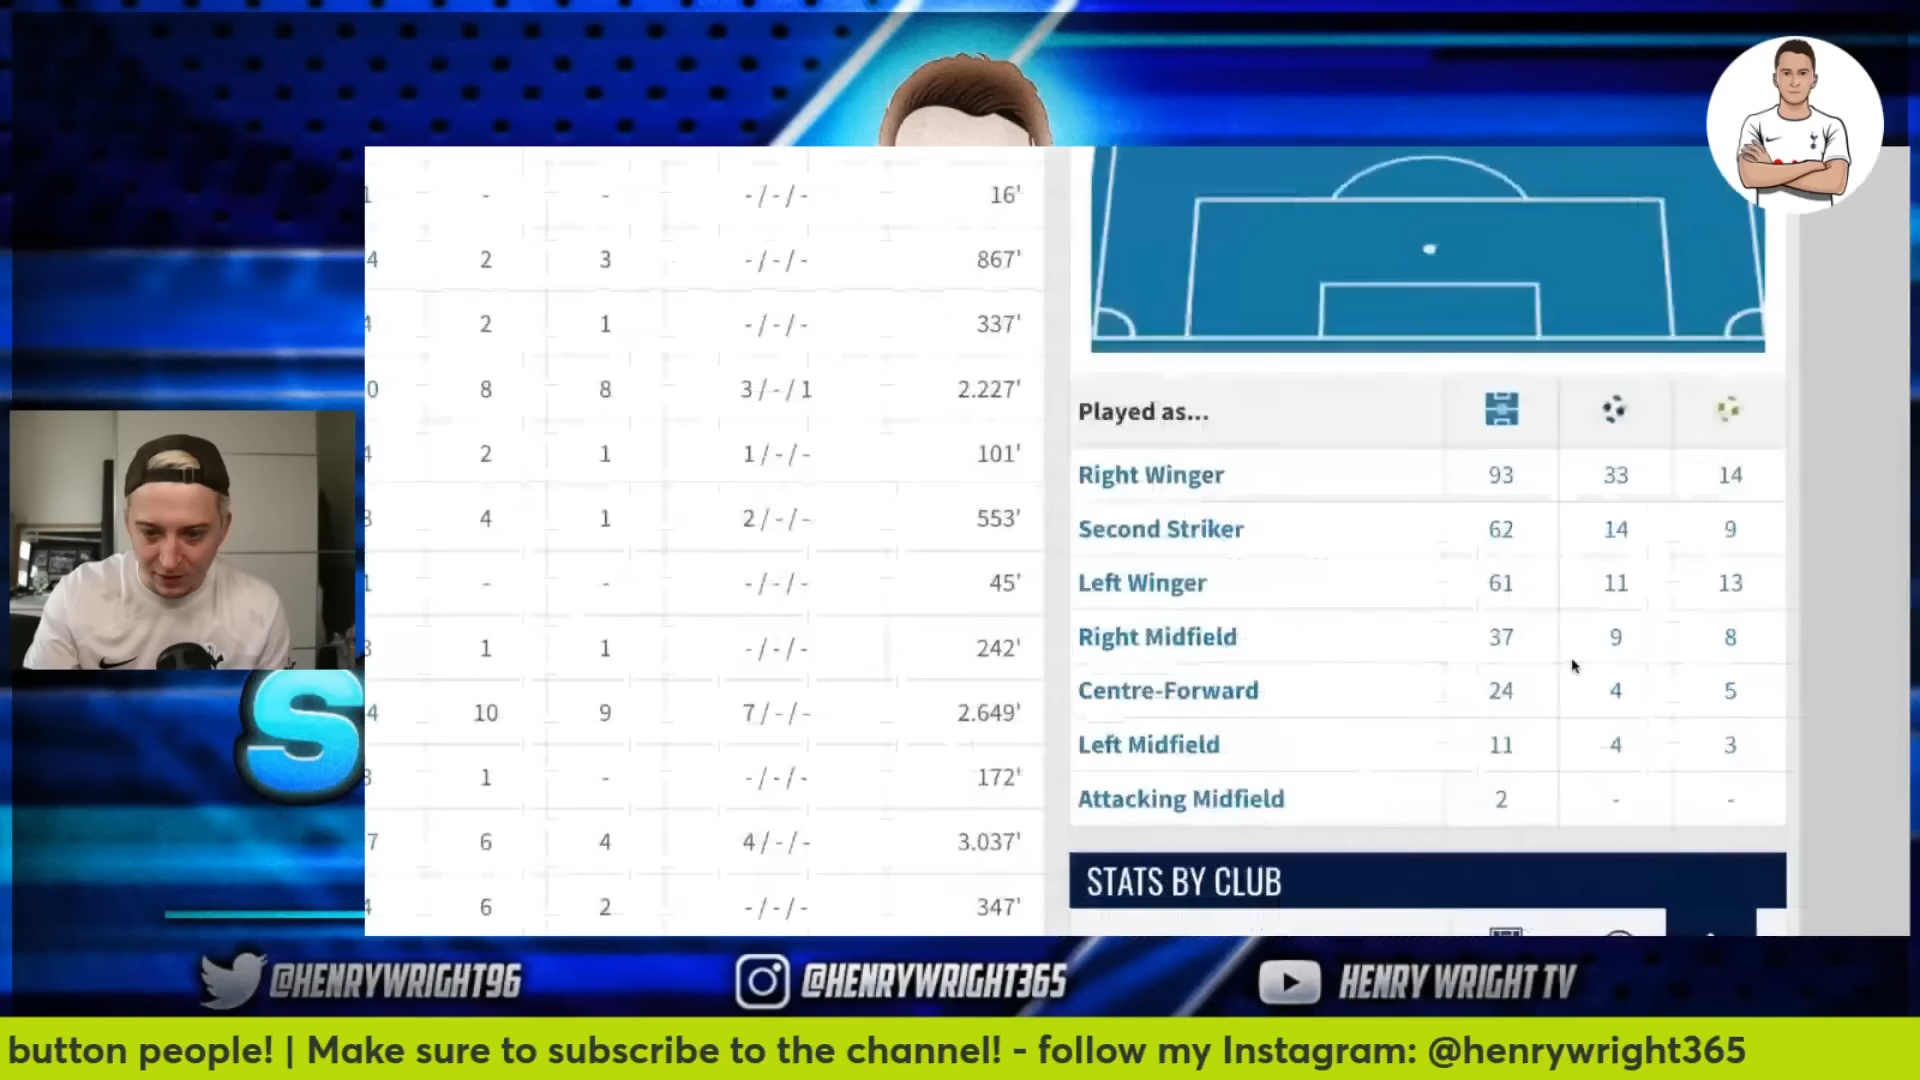 1 - - -/-/- 16'
4 2 3 -/-/- 867'
4 2 1 -/-/- 337'
0 8 8 3/-/1 2.227'
4 2 1 1/-/- 101'
3 4 1 2/-/- 553'
1 - - -/-/- 45'
3 1 1 -/-/- 242'
4 10 9 7/-/- 2.649'
3 1 - -/-/- 172'
7 6 4 4/-/- 3.037'
4 6 2 -/-/- 347'
Played as...
Right Winger 93 33 14
Second Striker 62 14 9
Left Winger 61 11 13
Right Midfield 37 9 8
Centre-Forward 24 4 5
Left Midfield 11 4 3
Attacking Midfield 2 - -
STATS BY CLUB
S
@HENRYWRIGHT96 @HENRYWRIGHT365 HENRY WRIGHT TV
button people! | Make sure to subscribe to the channel! - follow my Instagram: @henrywright365